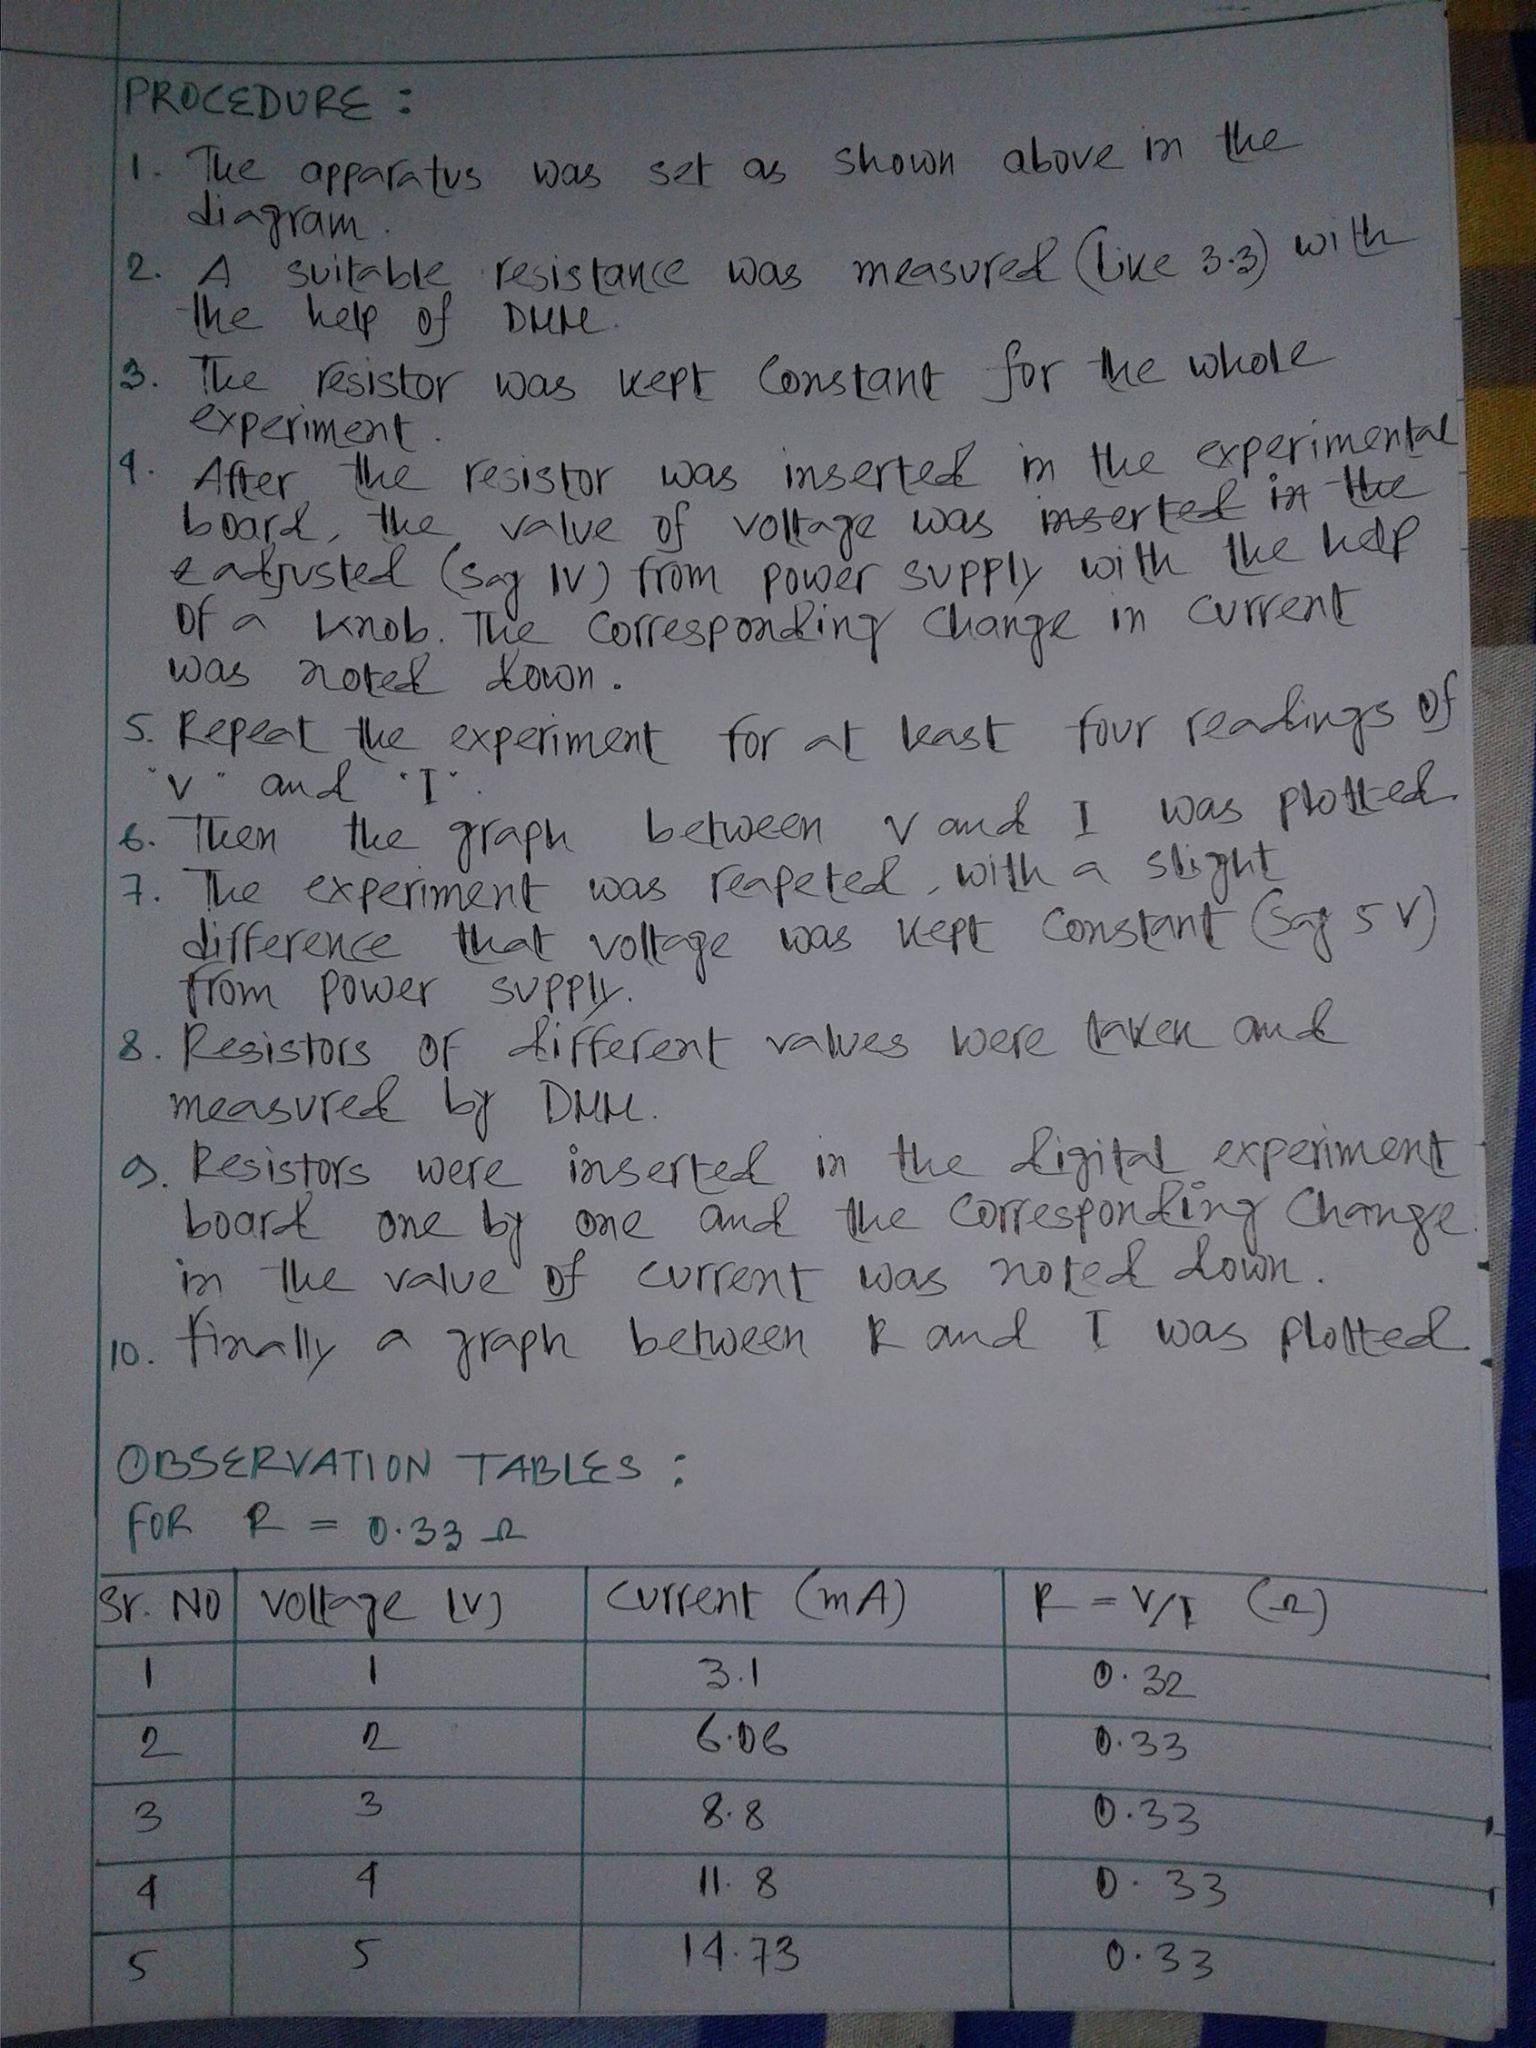 PROCEDURE :
1. The apparatus was set as shown above in the
diagram.
2. A suitable resistance was measured (like 3.3) with
the help of DMM.
3. The resistor was kept Constant for the whole
experiment.
4. After the resistor was inserted in the experimental
board, the value of voltage was inserted in the
& adjusted (say 1V) from power supply with the help
of a knob. The Corresponding Change in current
was noted down.
5. Repeat the experiment for at least four readings of
"V" and "I".
6. Then the graph between V and I was plotted
7. The experiment was reapeted, with a slight
difference that voltage was kept Constant (say 5 V)
from power supply.
8. Resistors of different values were taken and
measured by DMM.
9. Resistors were inserted in the digital experiment
board one by one and the Corresponding Change
in the value of current was noted down.
10. Finally a graph between R and I was plotted
OBSERVATION TABLES :
FOR R = 0.33 Ω
Sr. NO Voltage (V) Current (mA) R = V/I (Ω)
1 1 3.1 0.32
2 2 6.06 0.33
3 3 8.8 0.33
4 4 11.8 0.33
5 5 14.73 0.33